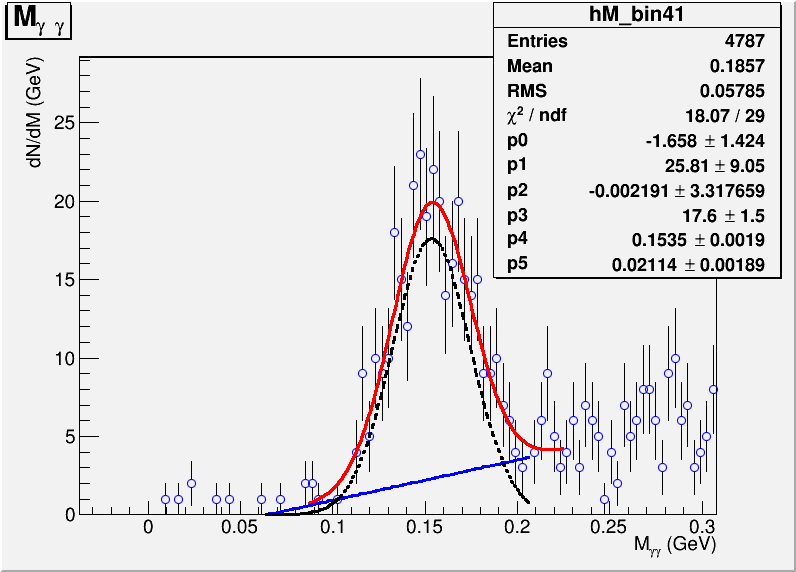 M γ γ
hM_bin41
Entries 4787
Mean 0.1857
RMS 0.05785
χ² / ndf 18.07 / 29
p0 -1.658 ± 1.424
p1 25.81 ± 9.05
p2 -0.002191 ± 3.317659
p3 17.6 ± 1.5
p4 0.1535 ± 0.0019
p5 0.02114 ± 0.00189
dN/dM (GeV)
25
20
15
10
5
0
0 0.05 0.1 0.15 0.2 0.25 0.3
M γγ (GeV)